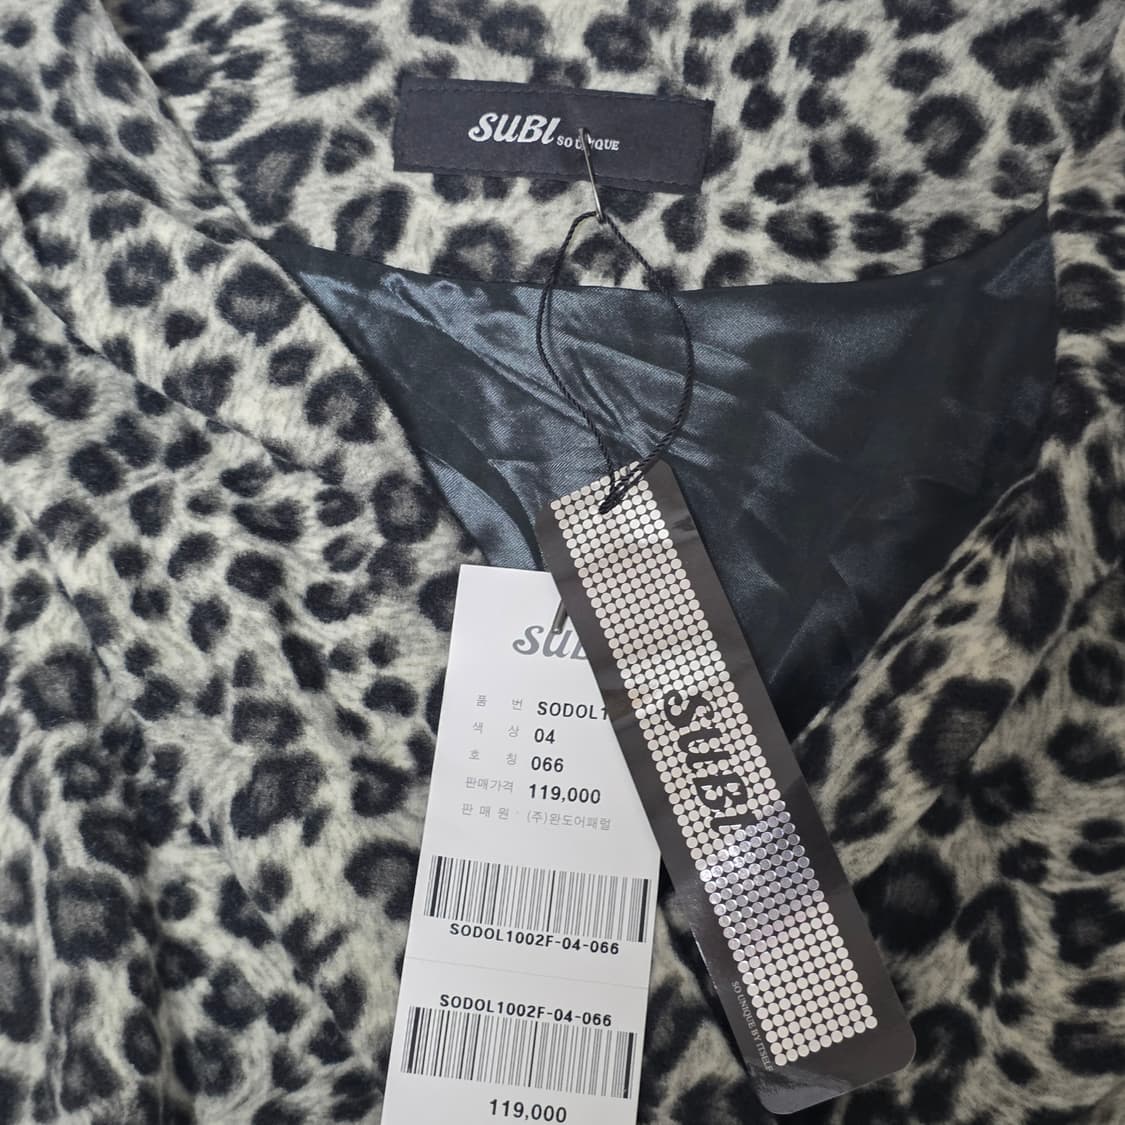 SUBI SO UNIQUE
품 번 SODOL1
색 상 04
호 칭 066
판매가격 119,000
판 매 원 : (주)완도어패럴
SODOL1002F-04-066
SODOL1002F-04-066
119,000
SUBI
SO UNIQUE BY ITSELF